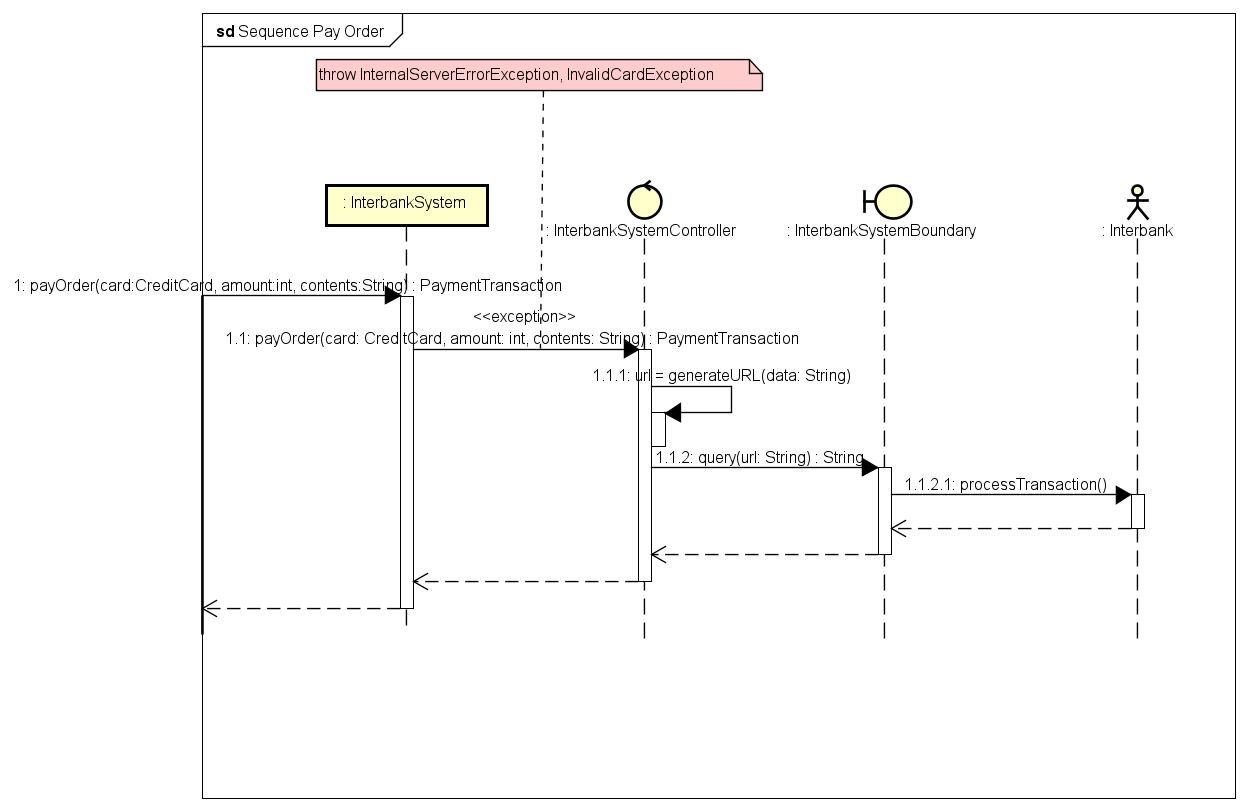 sd Sequence Pay Order
throw InternalServerErrorException, InvalidCardException
: InterbankSystem
: InterbankSystemController
: InterbankSystemBoundary
: Interbank
1: payOrder(card:CreditCard, amount:int, contents:String) : PaymentTransaction
<<exception>>
1.1: payOrder(card: CreditCard, amount: int, contents: String) : PaymentTransaction
1.1.1: url = generateURL(data: String)
1.1.2: query(url: String) : String
1.1.2.1: processTransaction()